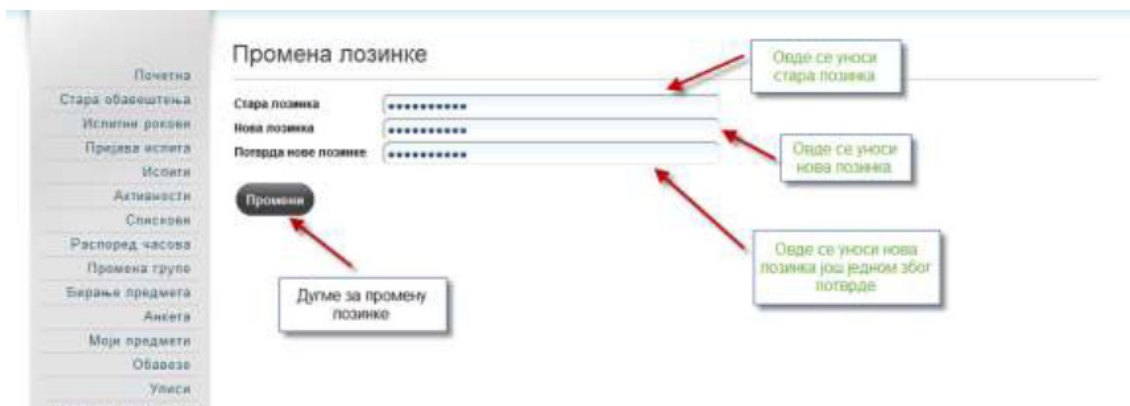 Промена лозинке
Овде се уноси
стара лозинка
Почетна
Стара обавештења
Испитни рокови
Пријава испита
Испити
Активности
Спискови
Распоред часова
Промена групе
Бирање предмета
Анкета
Моји предмети
Обавезе
Уписи
Стара лозинка
Нова лозинка
Потврда нове лозинке
Овде се уноси
нова лозинка
Промени
Овде се уноси нова
лозинка још једном због
потврде
Дугме за промену
лозинке